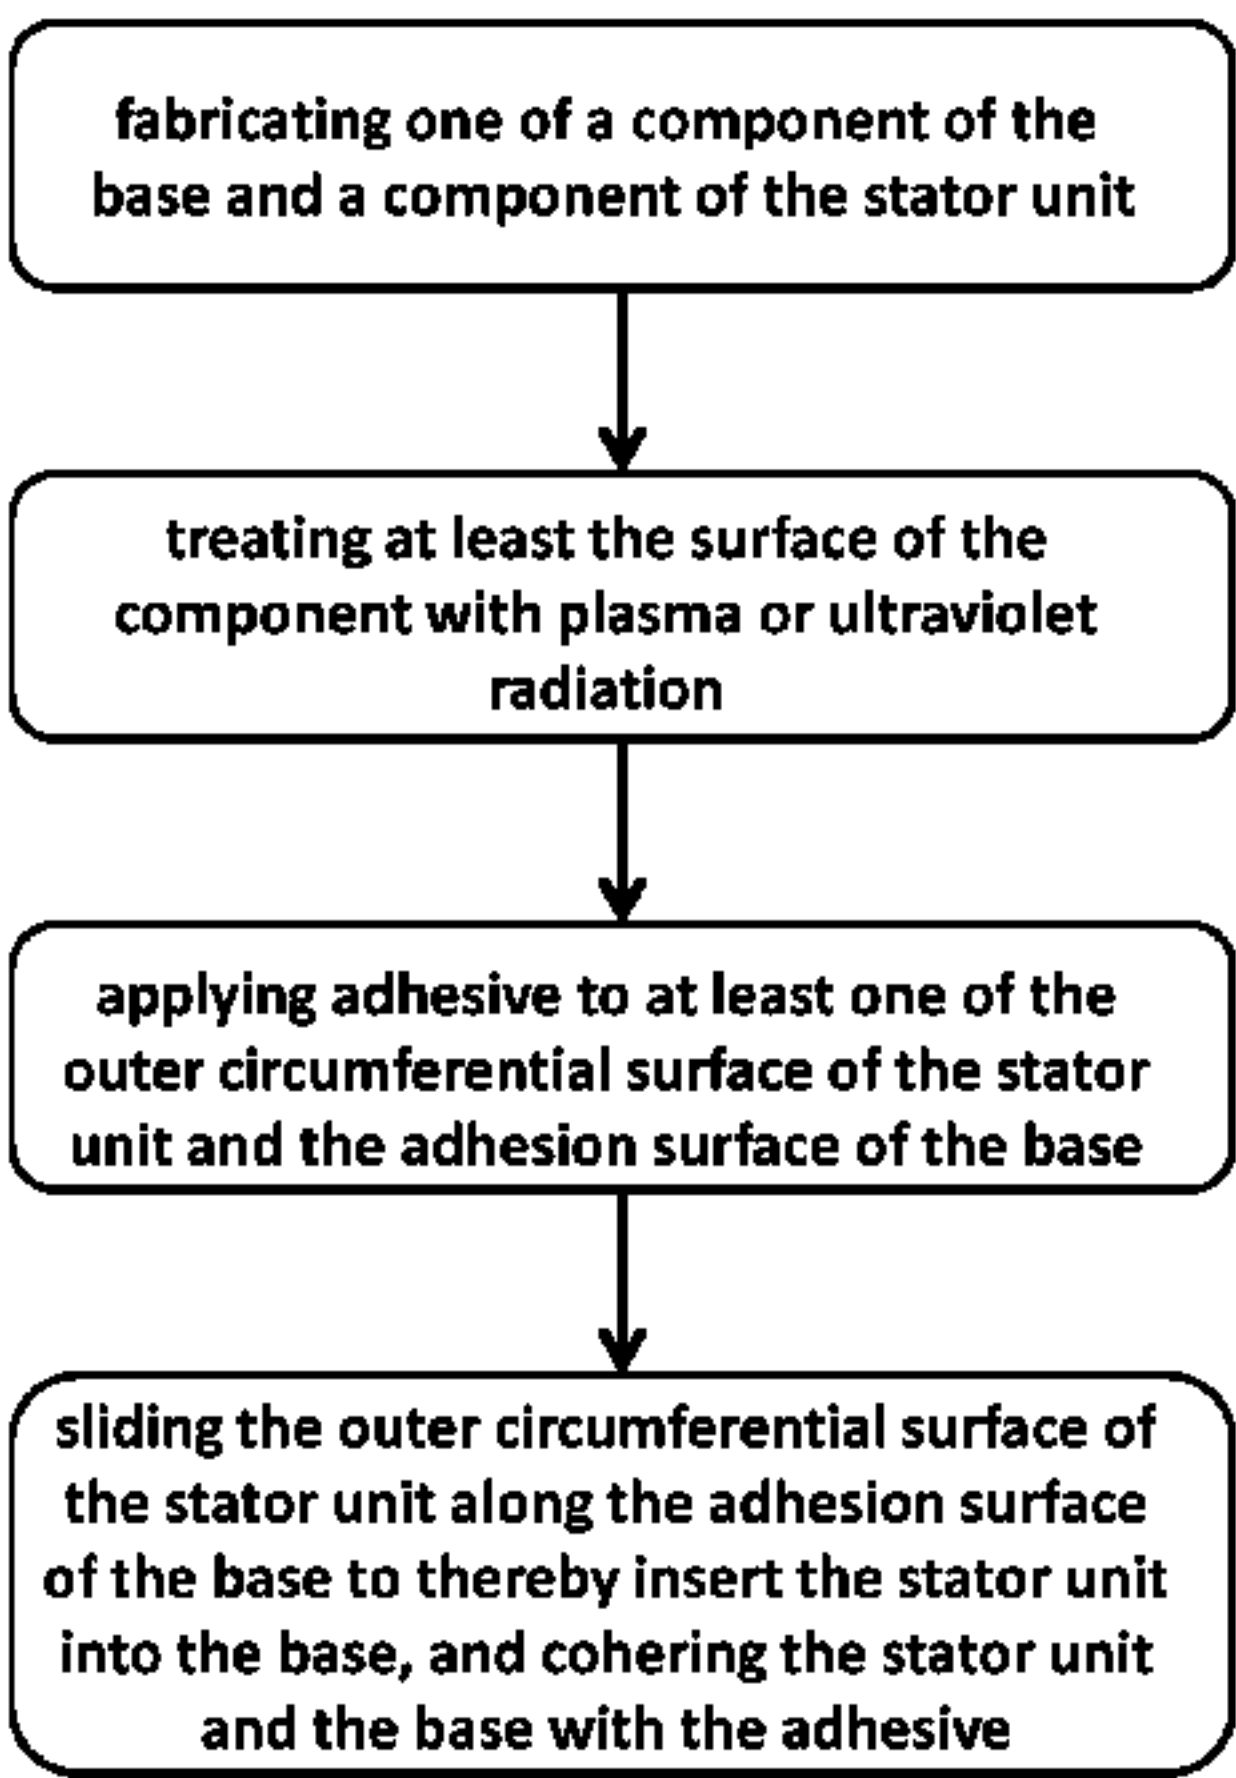 fabricating one of a component of the
base and a component of the stator unit
treating at least the surface of the
component with plasma or ultraviolet
radiation
applying adhesive to at least one of the
outer circumferential surface of the stator
unit and the adhesion surface of the base
sliding the outer circumferential surface of
the stator unit along the adhesion surface
of the base to thereby insert the stator unit
into the base, and cohering the stator unit
and the base with the adhesive